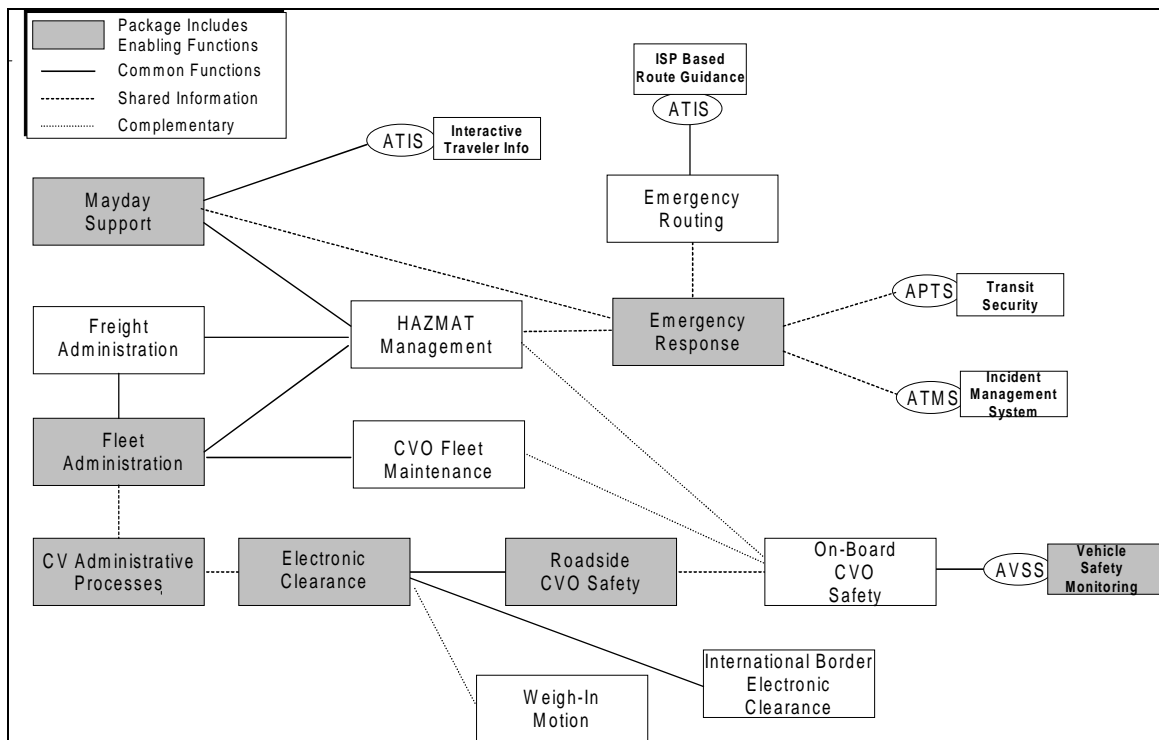 Package Includes
Enabling Functions
Common Functions
Shared Information
Complementary
ISP Based
Route Guidance
ATIS
ATIS
Interactive
Traveler Info
Mayday
Support
Emergency
Routing
APTS
Transit
Security
Freight
Administration
HAZMAT
Management
Emergency
Response
ATMS
Incident
Management
System
Fleet
Administration
CVO Fleet
Maintenance
CV Administrative
Processes
Electronic
Clearance
Roadside
CVO Safety
On-Board
CVO
Safety
AVSS
Vehicle
Safety
Monitoring
International Border
Electronic
Clearance
Weigh-In
Motion